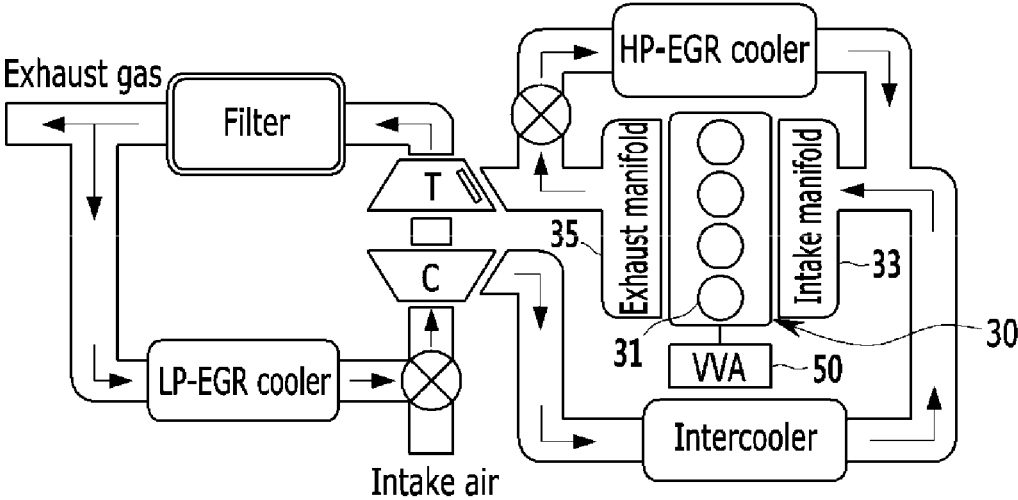 HP-EGR cooler
Exhaust gas
Filter
T
Exhaust manifold
Intake manifold
35
33
C
31
30
VVA
50
LP-EGR cooler
Intercooler
Intake air